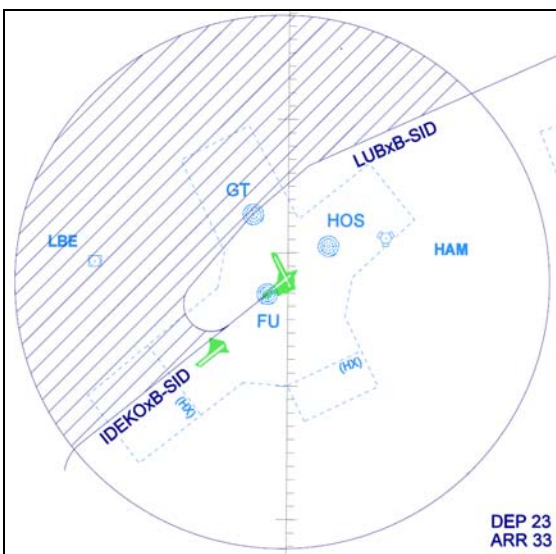 LUBxB-SID
GT
HOS
LBE
HAM
FU
(HX)
IDEKOxB-SID
(HX)
DEP 23
ARR 33